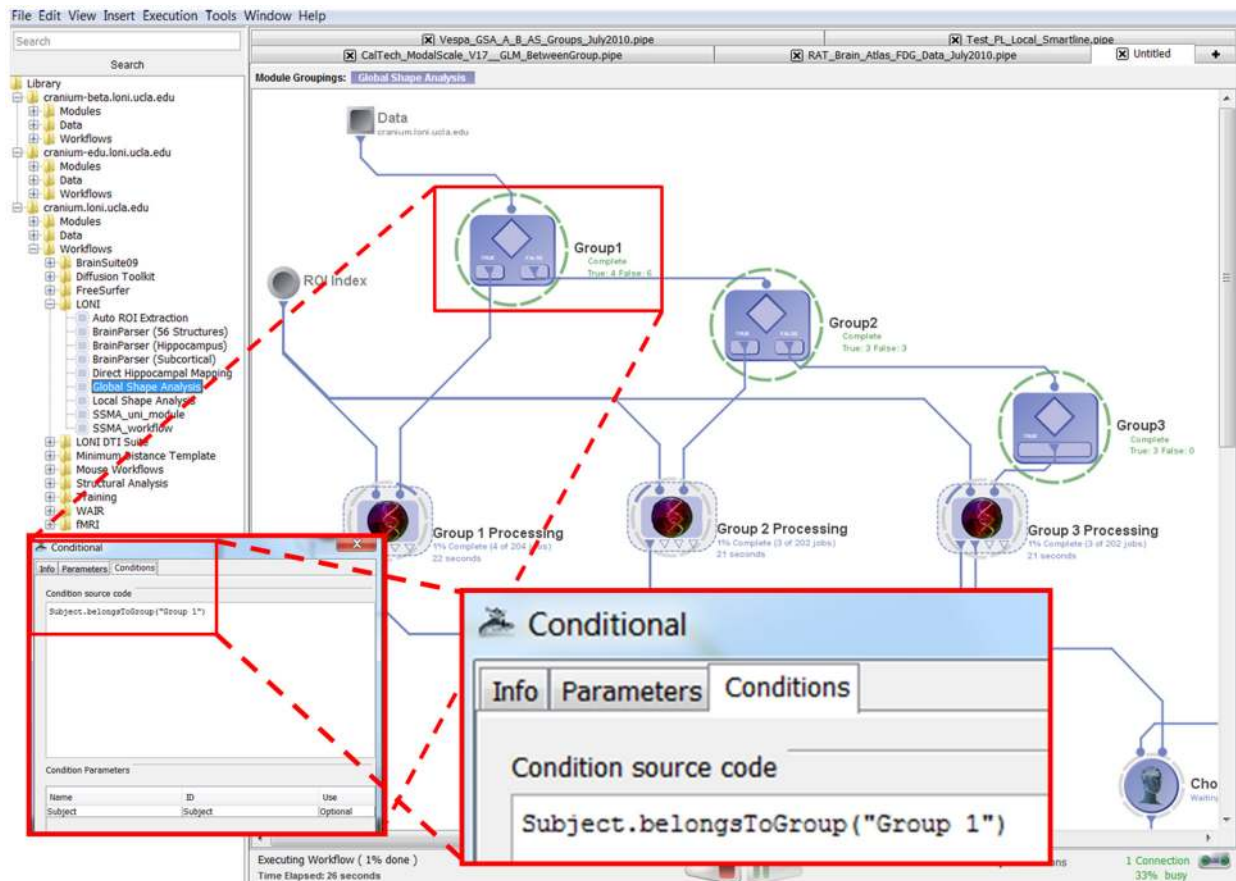 File Edit View Insert Execution Tools Window Help
Search
Search
Library
cranium-beta.loni.ucla.edu
Modules
Data
Workflows
cranium-edu.loni.ucla.edu
Modules
Data
Workflows
cranium.loni.ucla.edu
Modules
Data
Workflows
BrainSuite09
Diffusion Toolkit
FreeSurfer
LONI
Auto ROI Extraction
BrainParser (56 Structures)
BrainParser (Hippocampus)
BrainParser (Subcortical)
Direct Hippocampal Mapping
Global Shape Analysis
Local Shape Analysis
SSMA_uni_module
SSMA_workflow
LONI DTI Suite
Minimum Distance Template
Mouse Workflows
Structural Analysis
Training
WAIR
fMRI
Vespa_GSA_A_B_AS_Groups_July2010.pipe
Test_PL_Local_Smartline.pipe
CalTech_ModalScale_V17__GLM_BetweenGroup.pipe
RAT_Brain_Atlas_FDG_Data_July2010.pipe
Untitled
+
Module Groupings: Global Shape Analysis
Data
cranium.loni.ucla.edu
TRUE FALSE
Group1
Complete
True: 4 False: 6
ROI Index
TRUE FALSE
Group2
Complete
True: 3 False: 3
TRUE
Group3
Complete
True: 3 False: 0
Group 1 Processing
1% Complete (4 of 204 jobs)
22 seconds
Group 2 Processing
1% Complete (3 of 202 jobs)
21 seconds
Group 3 Processing
1% Complete (3 of 202 jobs)
21 seconds
Cho
Waiting
Conditional
Info Parameters Conditions
Condition source code
Subject.belongsToGroup("Group 1")
Condition Parameters
Name ID Use
Subject Subject Optional
Conditional
Info Parameters Conditions
Condition source code
Subject.belongsToGroup("Group 1")
Executing Workflow ( 1% done )
Time Elapsed: 26 seconds
1 Connection
33% busy